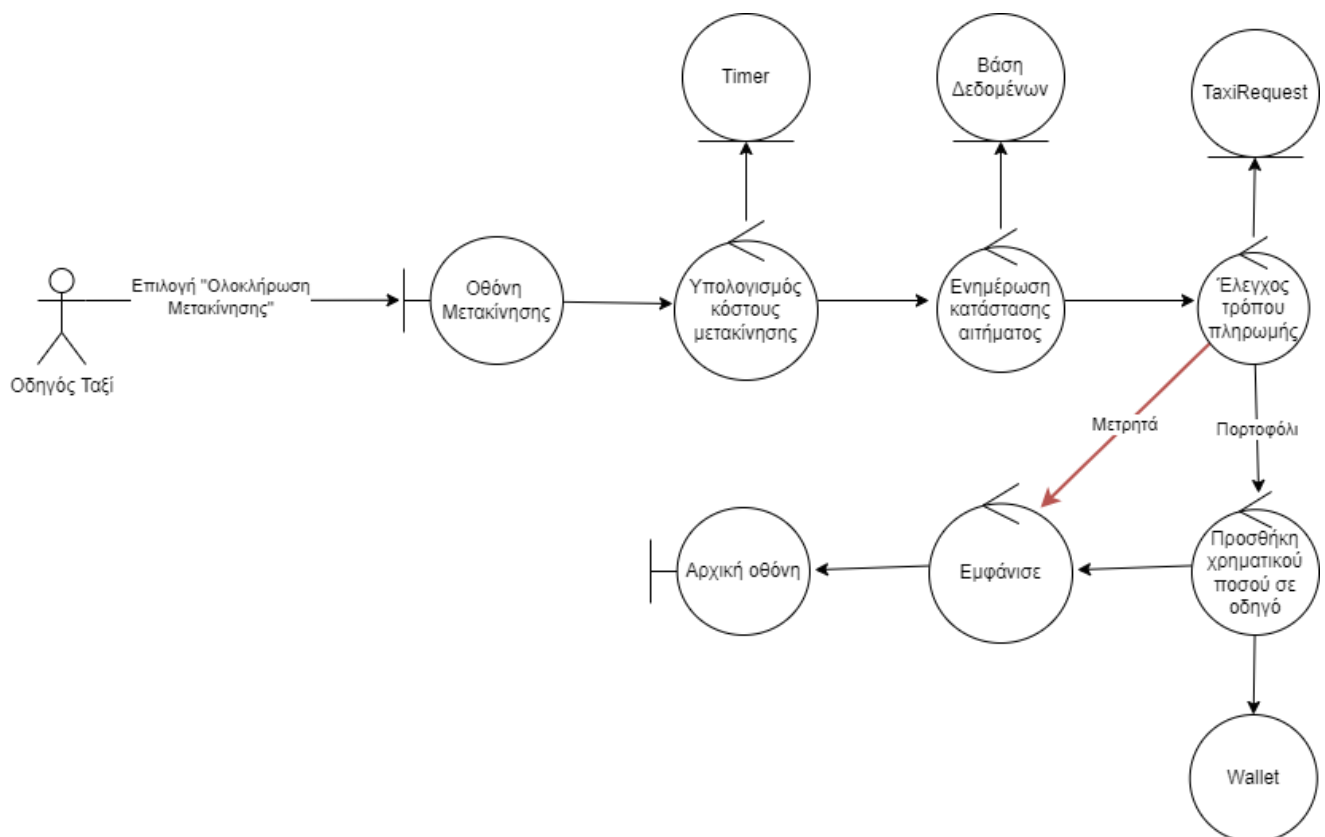 Timer
Βάση
Δεδομένων
TaxiRequest
Επιλογή "Ολοκλήρωση
Μετακίνησης"
Οθόνη
Μετακίνησης
Υπολογισμός
κόστους
μετακίνησης
Ενημέρωση
κατάστασης
αιτήματος
Έλεγχος
τρόπου
πληρωμής
Οδηγός Ταξί
Μετρητά
Πορτοφόλι
Αρχική οθόνη
Εμφάνισε
Προσθήκη
χρηματικού
ποσού σε
οδηγό
Wallet